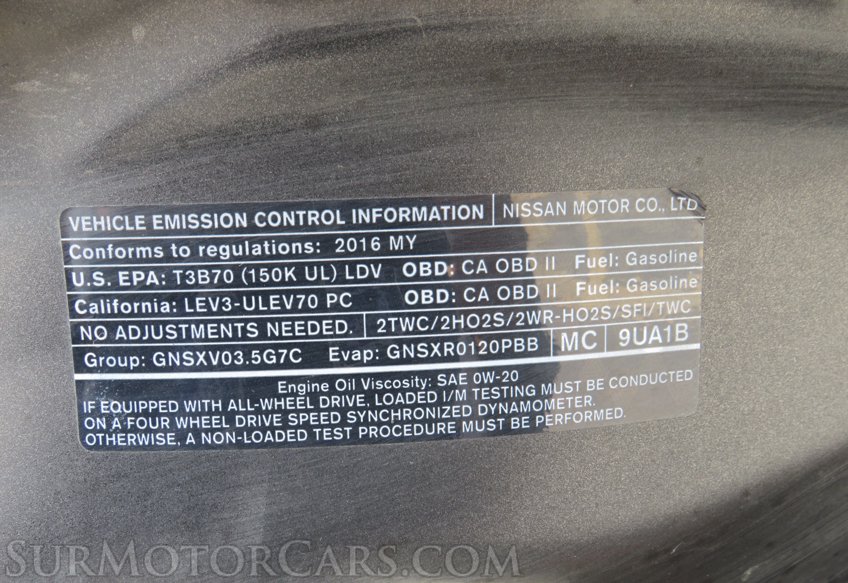 VEHICLE EMISSION CONTROL INFORMATION NISSAN MOTOR CO., LTD
Conforms to regulations: 2016 MY
U.S. EPA: T3B70 (150K UL) LDV OBD: CA OBD II Fuel: Gasoline
California: LEV3-ULEV70 PC OBD: CA OBD II Fuel: Gasoline
NO ADJUSTMENTS NEEDED. 2TWC/2HO2S/2WR-HO2S/SFI/TWC
Group: GNSXV03.5G7C Evap: GNSXR0120PBB MC 9UA1B
Engine Oil Viscosity: SAE 0W-20
IF EQUIPPED WITH ALL-WHEEL DRIVE, LOADED I/M TESTING MUST BE CONDUCTED
ON A FOUR WHEEL DRIVE SPEED SYNCHRONIZED DYNAMOMETER.
OTHERWISE, A NON-LOADED TEST PROCEDURE MUST BE PERFORMED.
SURMOTORCARS.COM